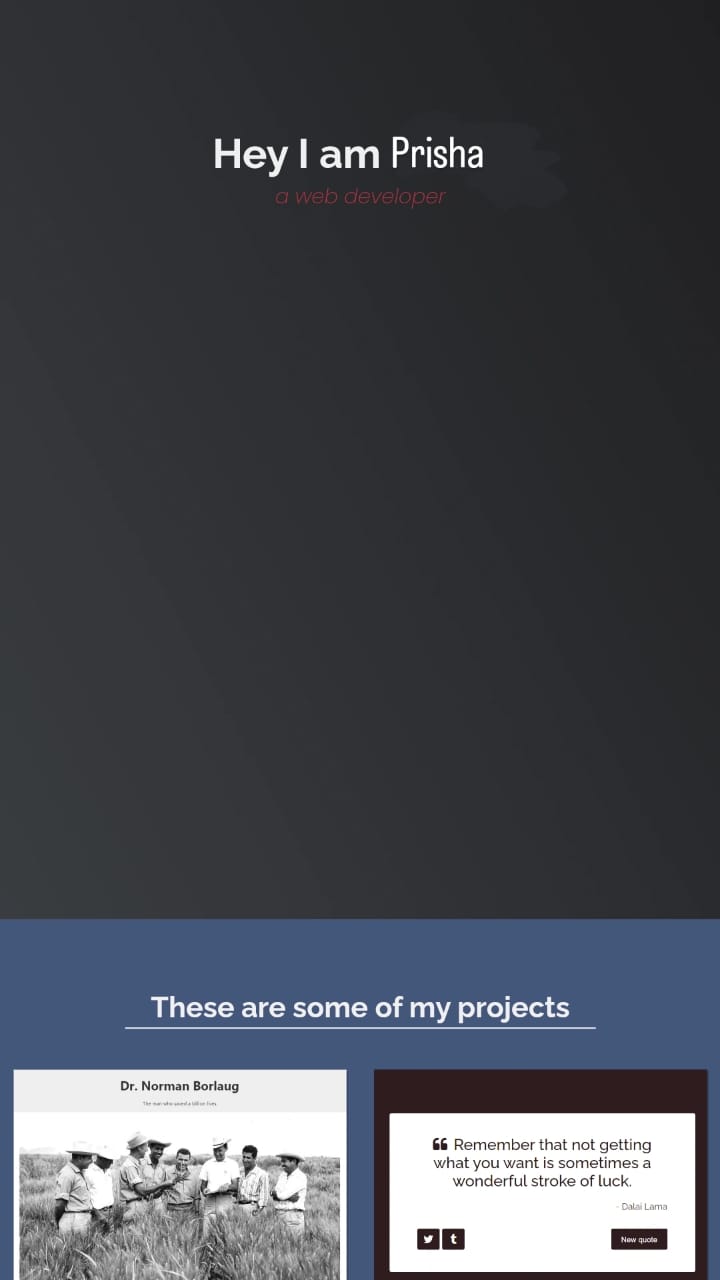 Hey I am Prisha
a web developer
These are some of my projects
Dr. Norman Borlaug
The man who saved a billion lives.
❝ Remember that not getting
what you want is sometimes a
wonderful stroke of luck.
- Dalai Lama
New quote